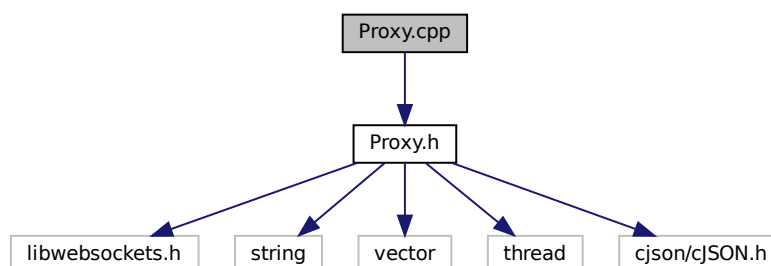 Proxy.cpp
Proxy.h
libwebsockets.h
string
vector
thread
cjson/cJSON.h